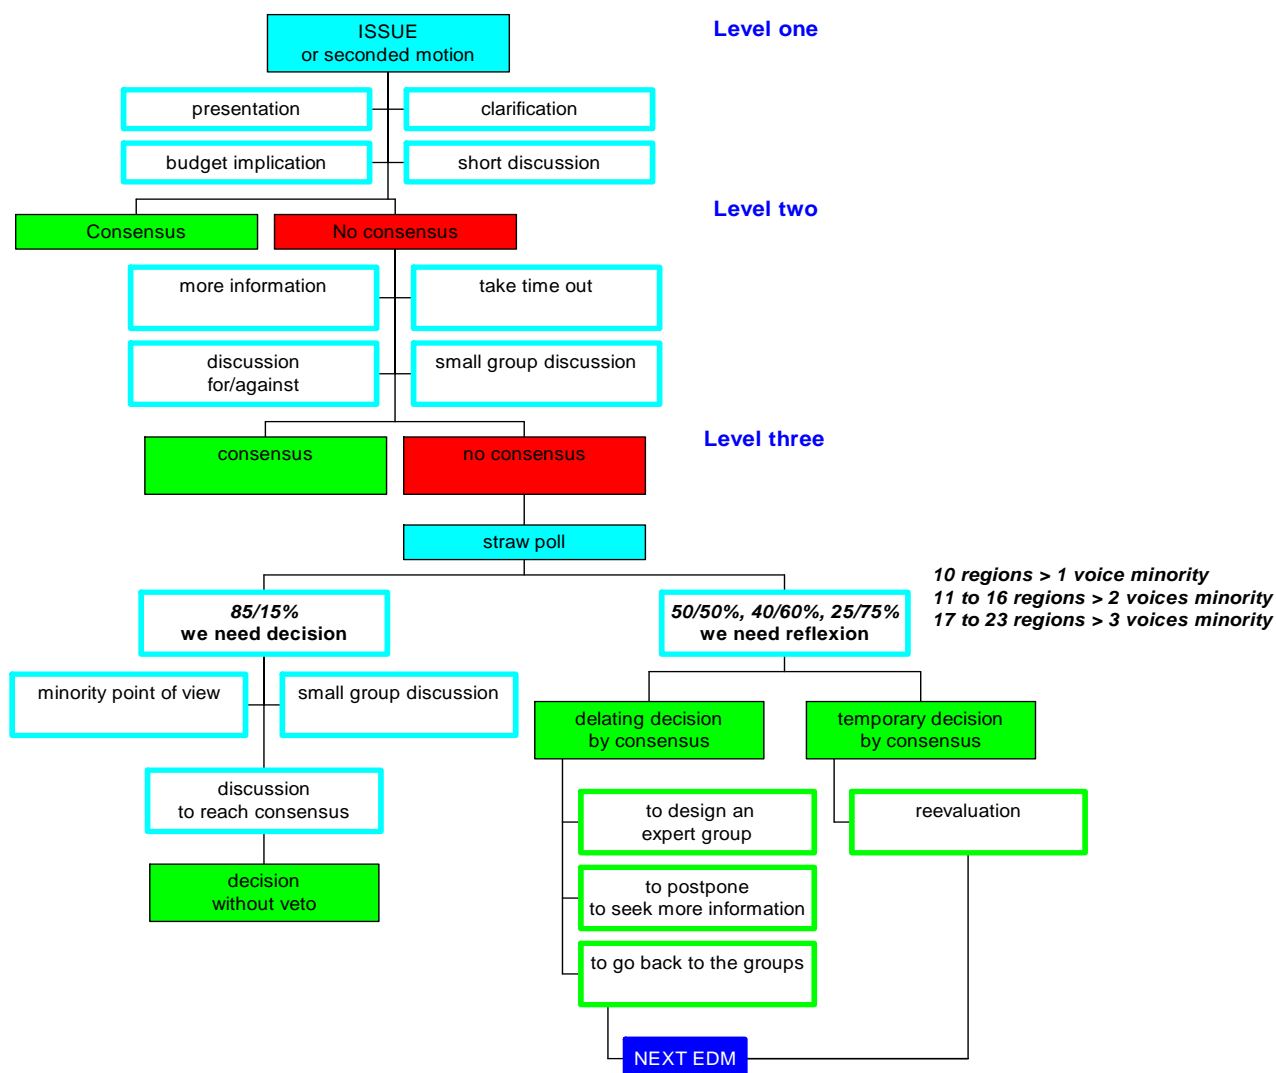 ISSUE
or seconded motion
Level one
presentation
clarification
budget implication
short discussion
Level two
Consensus
No consensus
more information
take time out
discussion
for/against
small group discussion
Level three
consensus
no consensus
straw poll
10 regions > 1 voice minority
11 to 16 regions > 2 voices minority
17 to 23 regions > 3 voices minority
85/15%
we need decision
50/50%, 40/60%, 25/75%
we need reflexion
minority point of view
small group discussion
delating decision
by consensus
temporary decision
by consensus
discussion
to reach consensus
to design an
expert group
reevaluation
decision
without veto
to postpone
to seek more information
to go back to the groups
NEXT EDM